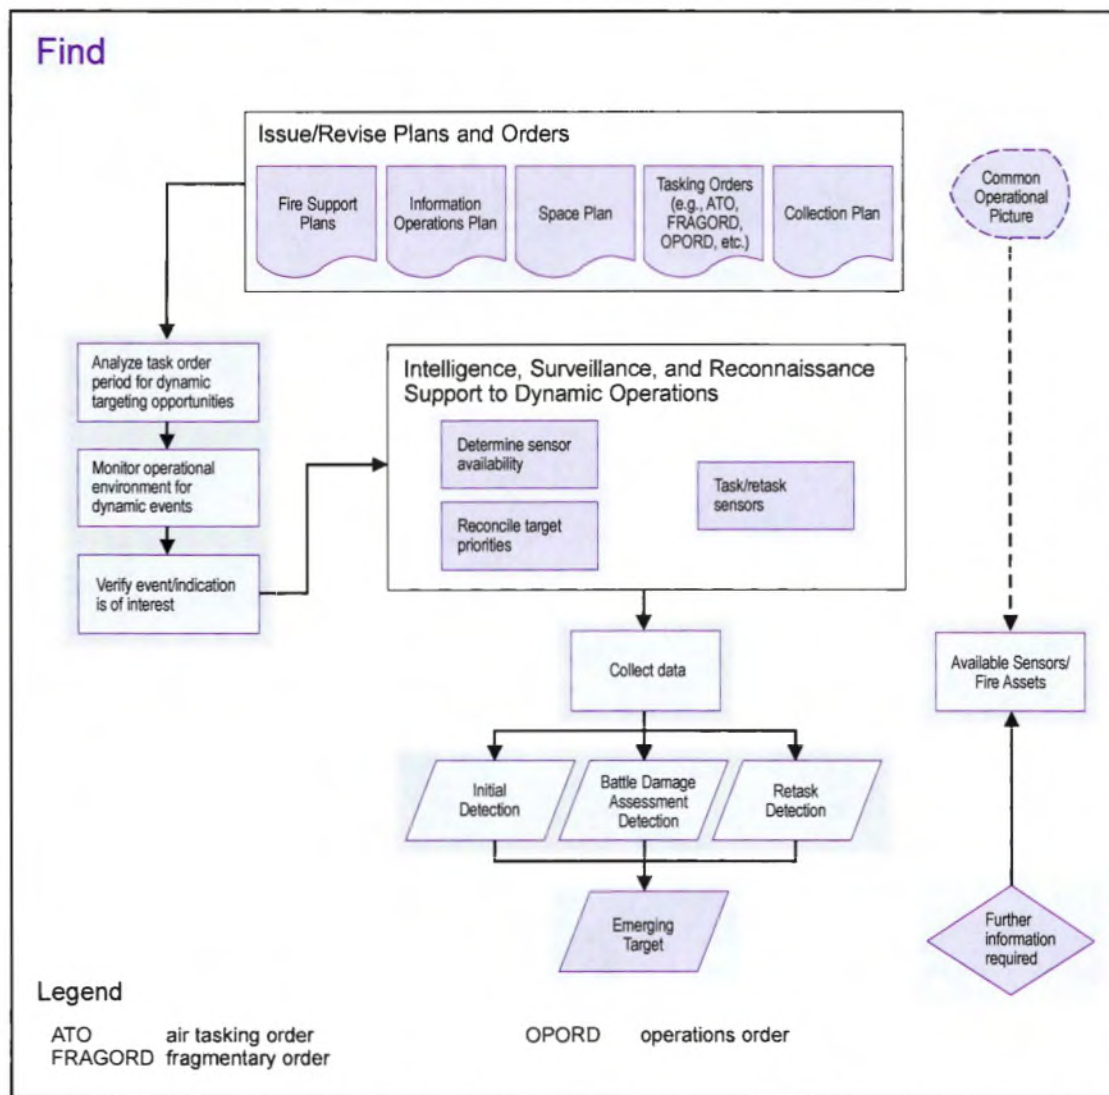 Find
Issue/Revise Plans and Orders
Fire Support
Plans
Information
Operations Plan
Space Plan
Tasking Orders
(e.g., ATO,
FRAGORD,
OPORD, etc.)
Collection Plan
Common
Operational
Picture
Analyze task order
period for dynamic
targeting opportunities
Monitor operational
environment for
dynamic events
Verify event/indication
is of interest
Intelligence, Surveillance, and Reconnaissance
Support to Dynamic Operations
Determine sensor
availability
Reconcile target
priorities
Task/retask
sensors
Collect data
Available Sensors/
Fire Assets
Initial
Detection
Battle Damage
Assessment
Detection
Retask
Detection
Emerging
Target
Further
information
required
Legend
ATO air tasking order
FRAGORD fragmentary order
OPORD operations order